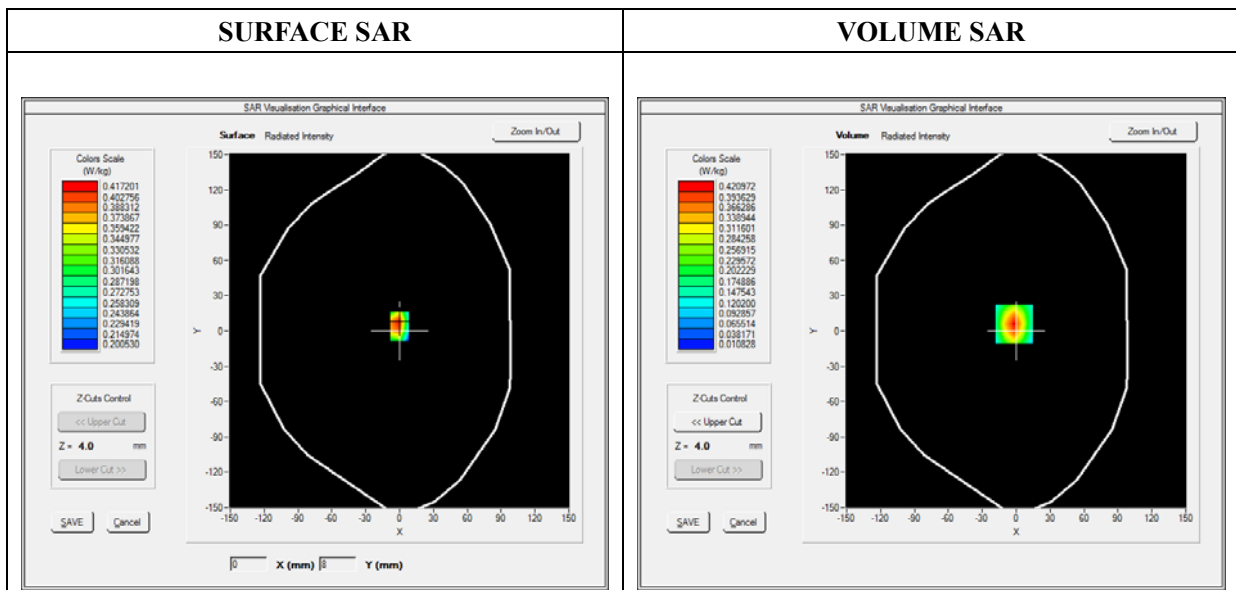 SURFACE SAR
SAR Visualisation Graphical Interface
Surface Radiated Intensity
Zoom In/Out
Colors Scale
(W/kg)
0.417201
0.402756
0.388312
0.373867
0.359422
0.344977
0.330532
0.316088
0.301643
0.287198
0.272753
0.258309
0.243864
0.229419
0.214974
0.200530
Z-Cuts Control
<< Upper Cut
Z = 4.0 mm
Lower Cut >>
SAVE Cancel
150
120
90
60
30
0
-30
-60
-90
-120
-150
Y
-150 -120 -90 -60 -30 0 30 60 90 120 150
X
0 X (mm) 8 Y (mm)
VOLUME SAR
SAR Visualisation Graphical Interface
Volume Radiated Intensity
Zoom In/Out
Colors Scale
(W/kg)
0.420972
0.393629
0.366286
0.338944
0.311601
0.284258
0.256915
0.229572
0.202229
0.174886
0.147543
0.120200
0.092857
0.065514
0.038171
0.010828
Z-Cuts Control
<< Upper Cut
Z = 4.0 mm
Lower Cut >>
SAVE Cancel
150
120
90
60
30
0
-30
-60
-90
-120
-150
Y
-150 -120 -90 -60 -30 0 30 60 90 120 150
X